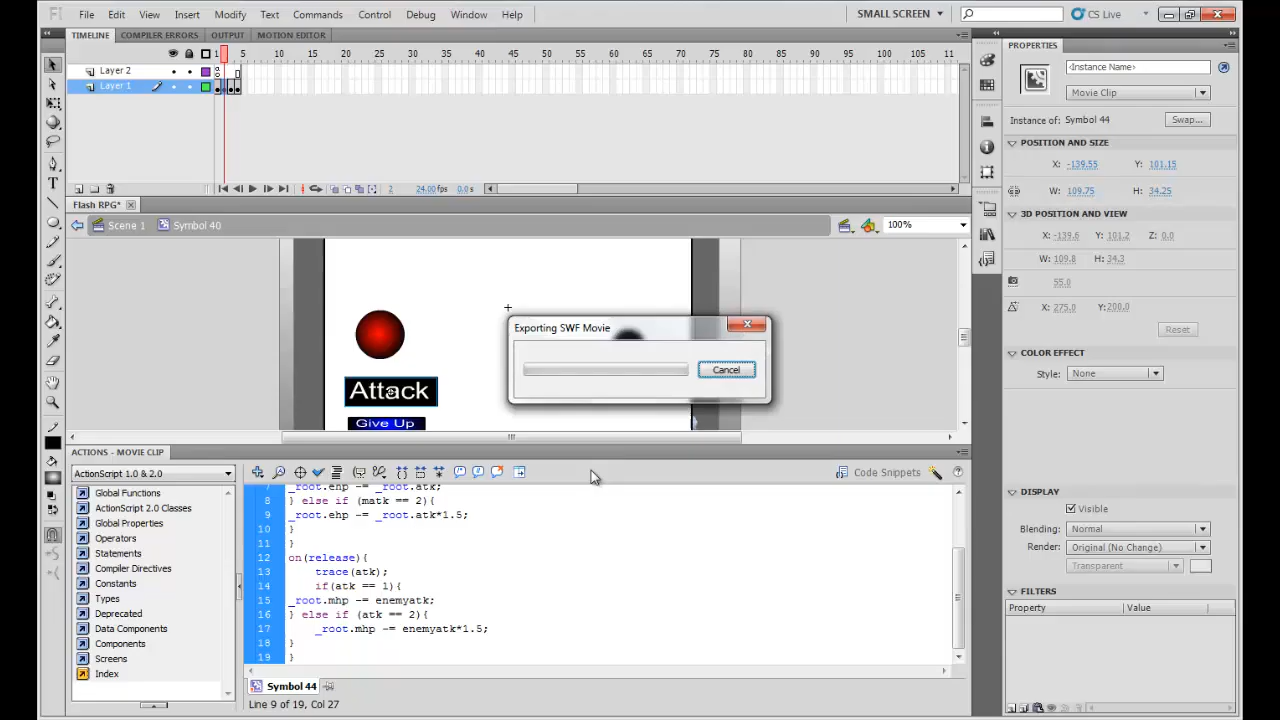 Fl File Edit View Insert Modify Text Commands Control Debug Window Help SMALL SCREEN CS Live
TIMELINE COMPILER ERRORS OUTPUT MOTION EDITOR
1 5 10 15 20 25 30 35 40 45 50 55 60 65 70 75 80 85 90 95 100 105 11
Layer 2
Layer 1
2 24.00 fps 0.0 s
Flash RPG*
Scene 1 Symbol 40 100%
Attack
Give Up
Exporting SWF Movie
Cancel
ACTIONS - MOVIE CLIP
ActionScript 1.0 & 2.0
Code Snippets
Global Functions
ActionScript 2.0 Classes
Global Properties
Operators
Statements
Compiler Directives
Constants
Types
Deprecated
Data Components
Components
Screens
Index
7 _root.ehp -= _root.atk;
8 } else if (matk == 2){
9 _root.ehp -= _root.atk*1.5;
10 }
11 }
12 on(release){
13 trace(atk);
14 if(atk == 1){
15 _root.mhp -= enemyatk;
16 } else if (atk == 2){
17 _root.mhp -= enemyatk*1.5;
18 }
19 }
Symbol 44
Line 9 of 19, Col 27
PROPERTIES
<Instance Name>
Movie Clip
Instance of: Symbol 44 Swap...
POSITION AND SIZE
X: -139.55 Y: 101.15
W: 109.75 H: 34.25
3D POSITION AND VIEW
X: -139.6 Y: 101.2 Z: 0.0
W: 109.8 H: 34.3
55.0
X: 275.0 Y: 200.0
Reset
COLOR EFFECT
Style: None
DISPLAY
Visible
Blending: Normal
Render: Original (No Change)
Transparent
FILTERS
Property Value